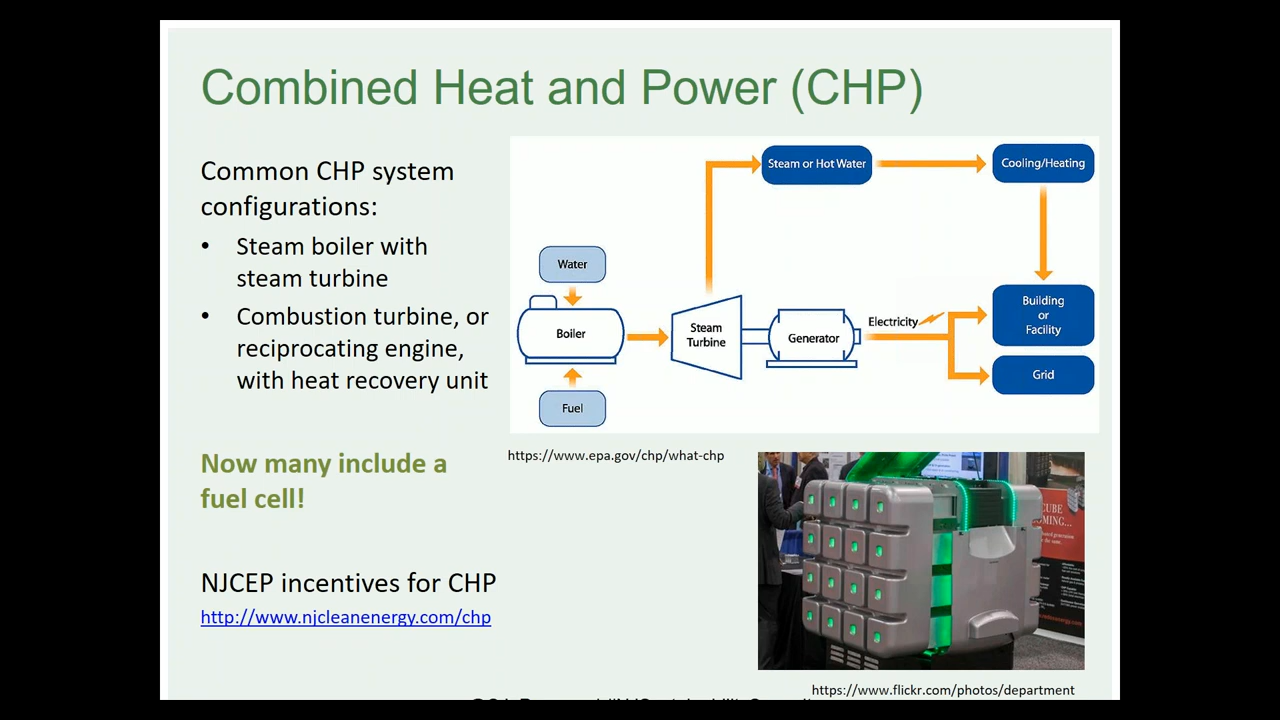 Combined Heat and Power (CHP)
Common CHP system
configurations:
• Steam boiler with
steam turbine
• Combustion turbine, or
reciprocating engine,
with heat recovery unit
Now many include a
fuel cell!
NJCEP incentives for CHP
http://www.njcleanenergy.com/chp
Steam or Hot Water
Cooling/Heating
Water
Boiler
Fuel
Steam
Turbine
Generator
Electricity
Building
or
Facility
Grid
https://www.epa.gov/chp/what-chp
CUBE
https://www.flickr.com/photos/department